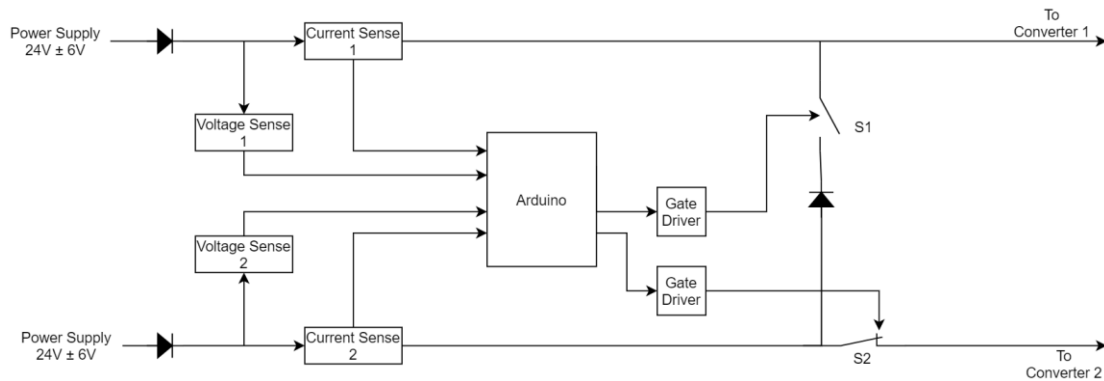 Power Supply
24V ± 6V
Current Sense
1
To
Converter 1
Voltage Sense
1
S1
Arduino
Gate
Driver
Voltage Sense
2
Gate
Driver
Power Supply
24V ± 6V
Current Sense
2
S2
To
Converter 2